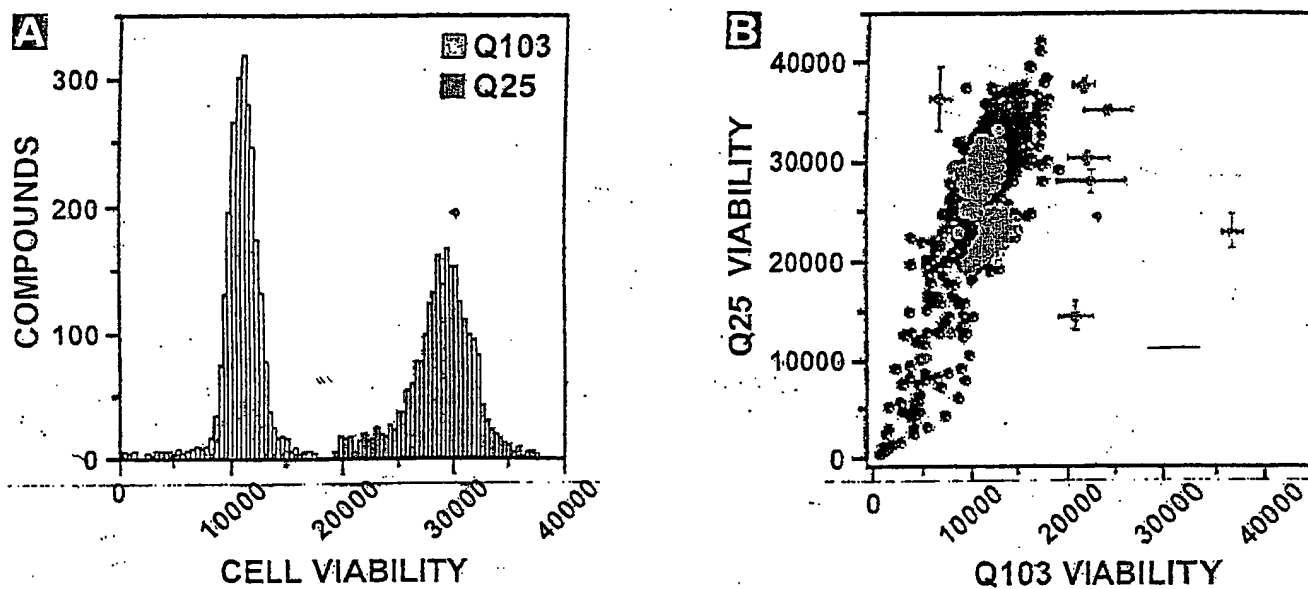 A
Q103
Q25
300
200
100
0
COMPOUNDS
0 10000 20000 30000 40000
CELL VIABILITY
B
40000
30000
20000
10000
0
Q25 VIABILITY
0 10000 20000 30000 40000
Q103 VIABILITY